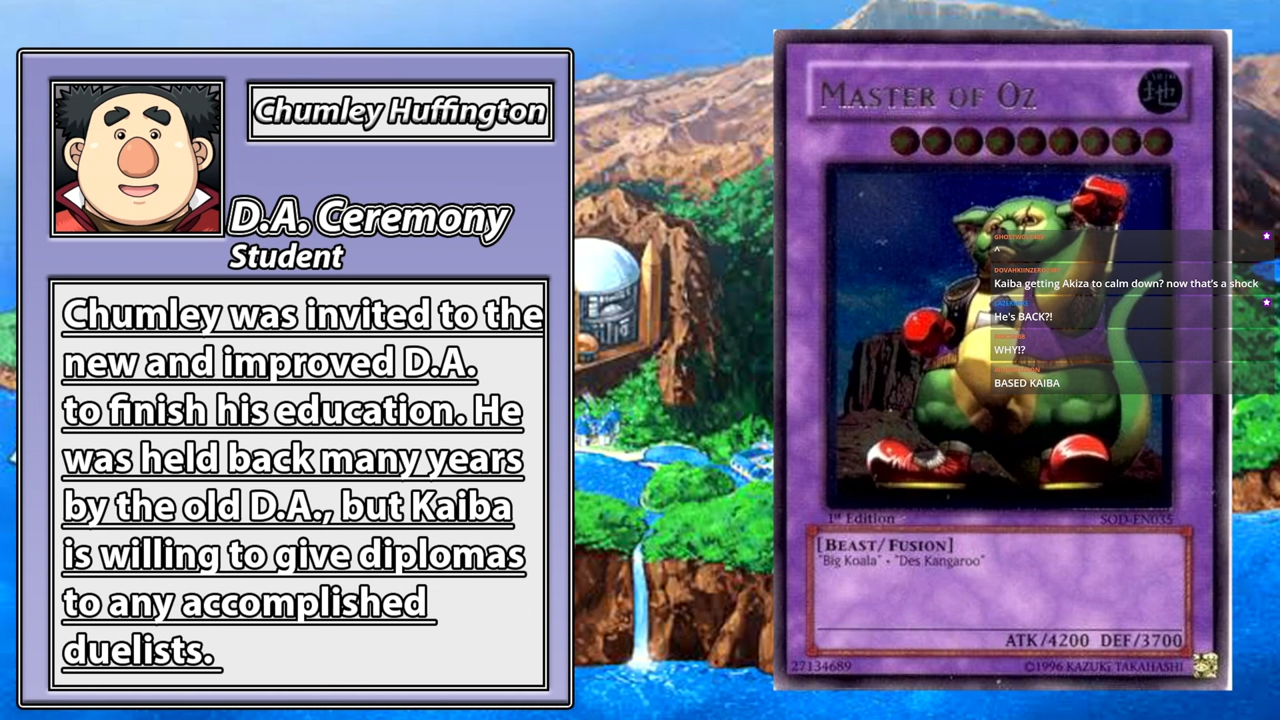 Chumley Huffington
D.A. Ceremony
Student
Chumley was invited to the
new and improved D.A.
to finish his education. He
was held back many years
by the old D.A., but Kaiba
is willing to give diplomas
to any accomplished
duelists.
Master of Oz
地
1st Edition
SOD-EN035
[Beast/Fusion]
"Big Koala" + "Des Kangaroo"
ATK/4200 DEF/3700
27134689
©1996 KAZUKI TAKAHASHI
^
Kaiba getting Akiza to calm down? now that's a shock
He's BACK?!
WHY!?
BASED KAIBA